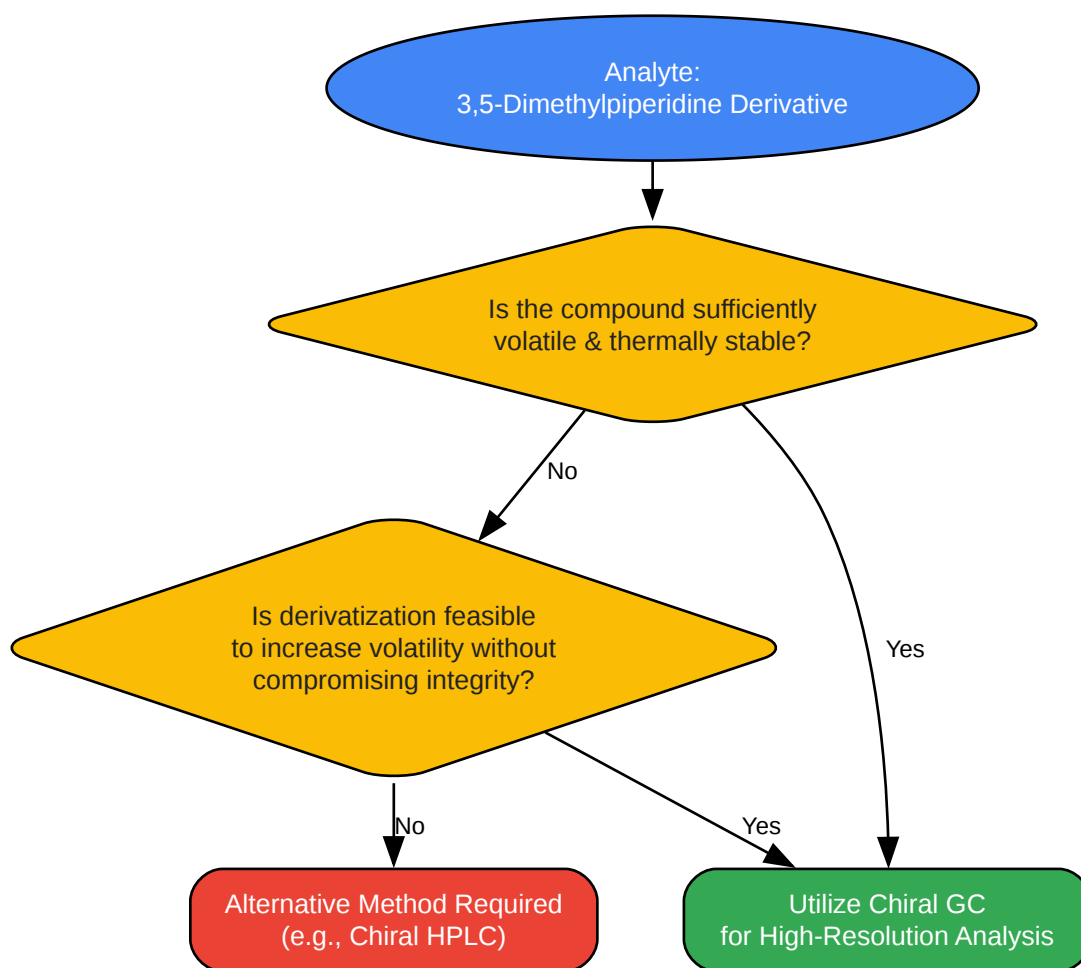 Analyte:
3,5-Dimethylpiperidine Derivative
Is the compound sufficiently
volatile & thermally stable?
No
Is derivatization feasible
to increase volatility without
compromising integrity?
Yes
No
Yes
Alternative Method Required
(e.g., Chiral HPLC)
Utilize Chiral GC
for High-Resolution Analysis